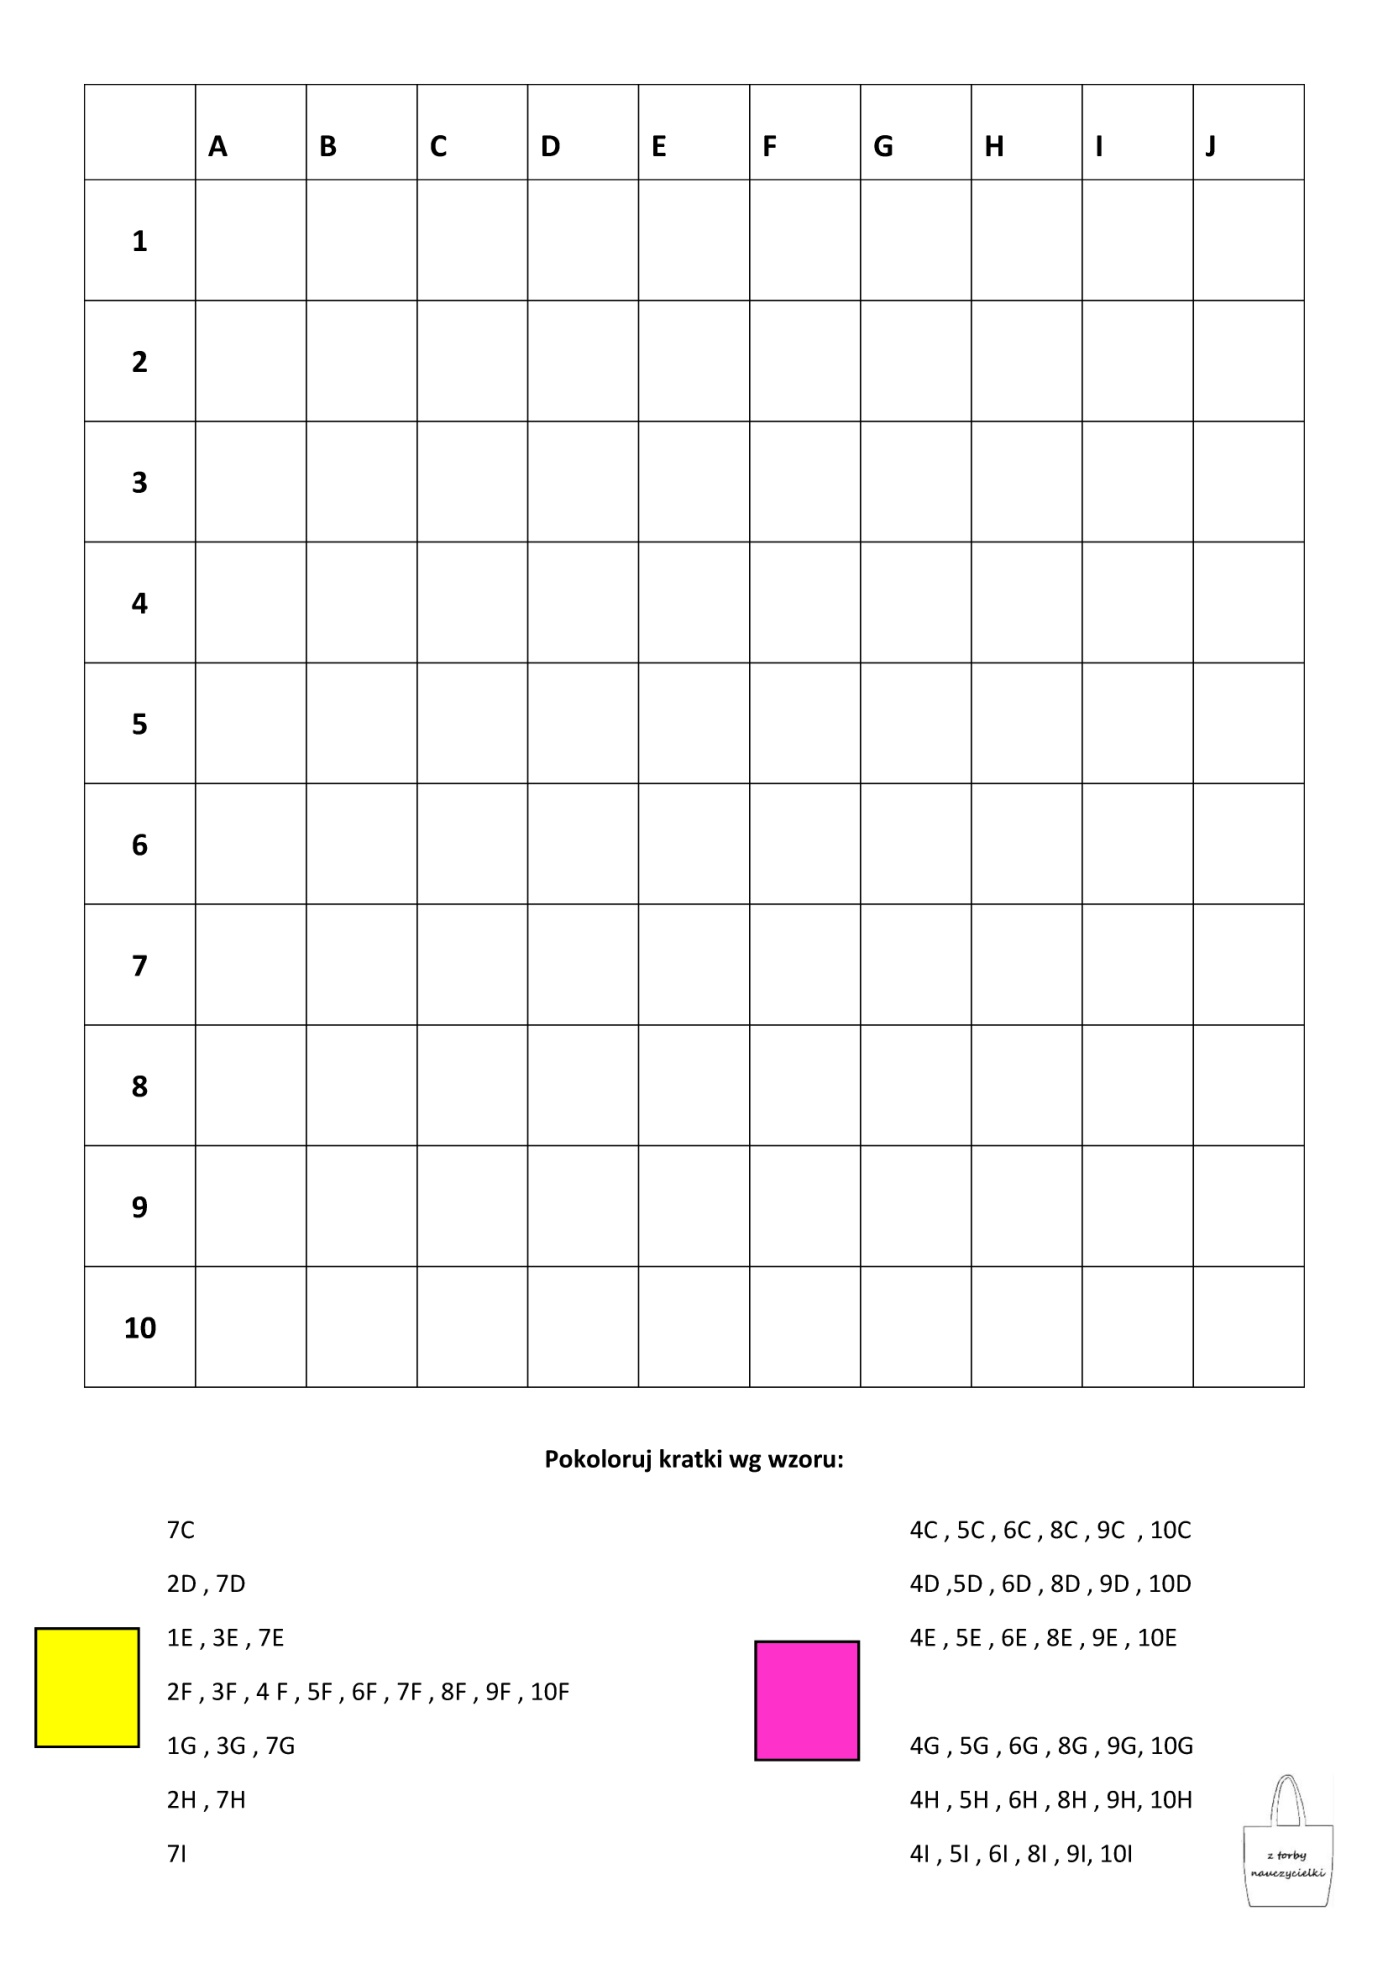 A B C D E F G H I J
1
2
3
4
5
6
7
8
9
10
Pokoloruj kratki wg wzoru:
7C
2D , 7D
1E , 3E , 7E
2F , 3F , 4 F , 5F , 6F , 7F , 8F , 9F , 10F
1G , 3G , 7G
2H , 7H
7I
4C , 5C , 6C , 8C , 9C  , 10C
4D ,5D , 6D , 8D , 9D , 10D
4E , 5E , 6E , 8E , 9E , 10E
4G , 5G , 6G , 8G , 9G, 10G
4H , 5H , 6H , 8H , 9H, 10H
4I , 5I , 6I , 8I , 9I, 10I
z torby
nauczycielki